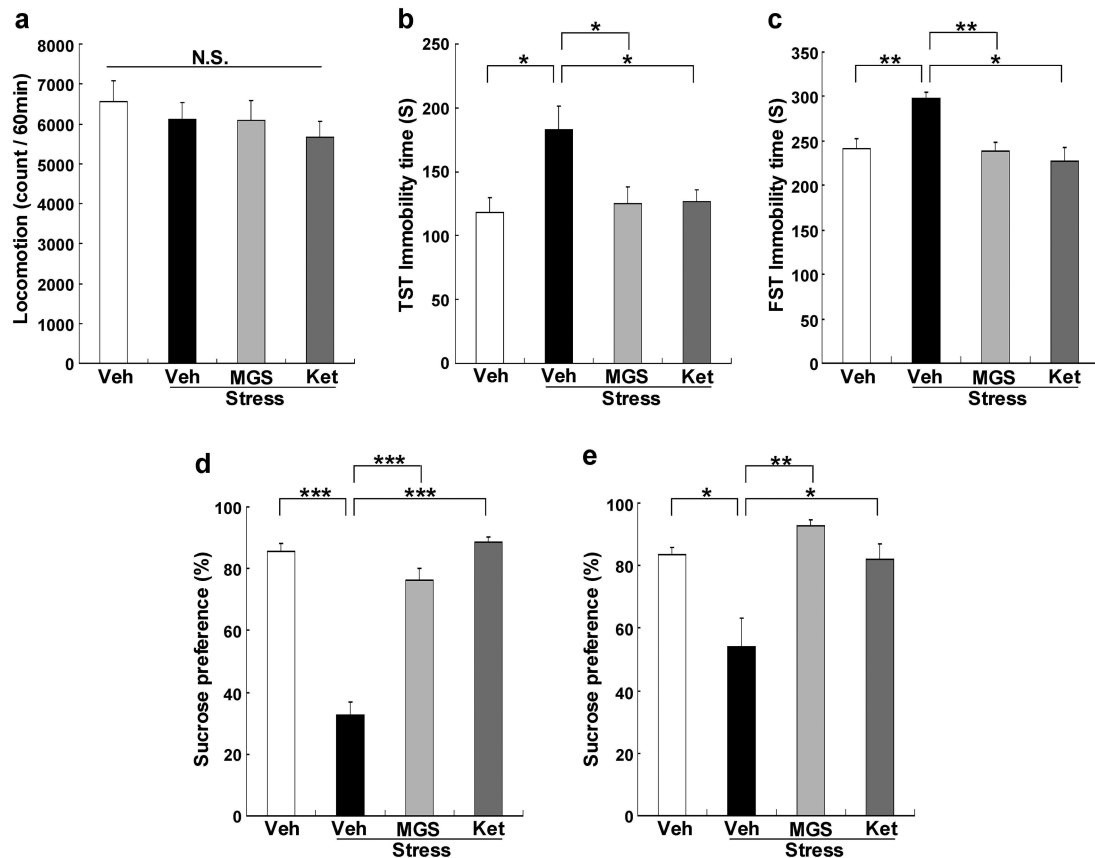 a
N.S.
Locomotion (count / 60min)
8000
7000
6000
5000
4000
3000
2000
1000
0
Veh Veh MGS Ket
Stress
b
*
* *
TST Immobility time (S)
250
200
150
100
50
0
Veh Veh MGS Ket
Stress
c
**
** *
FST Immobility time (S)
350
300
250
200
150
100
50
0
Veh Veh MGS Ket
Stress
d
***
*** ***
Sucrose preference (%)
100
80
60
40
20
0
Veh Veh MGS Ket
Stress
e
**
* *
Sucrose preference (%)
100
80
60
40
20
0
Veh Veh MGS Ket
Stress